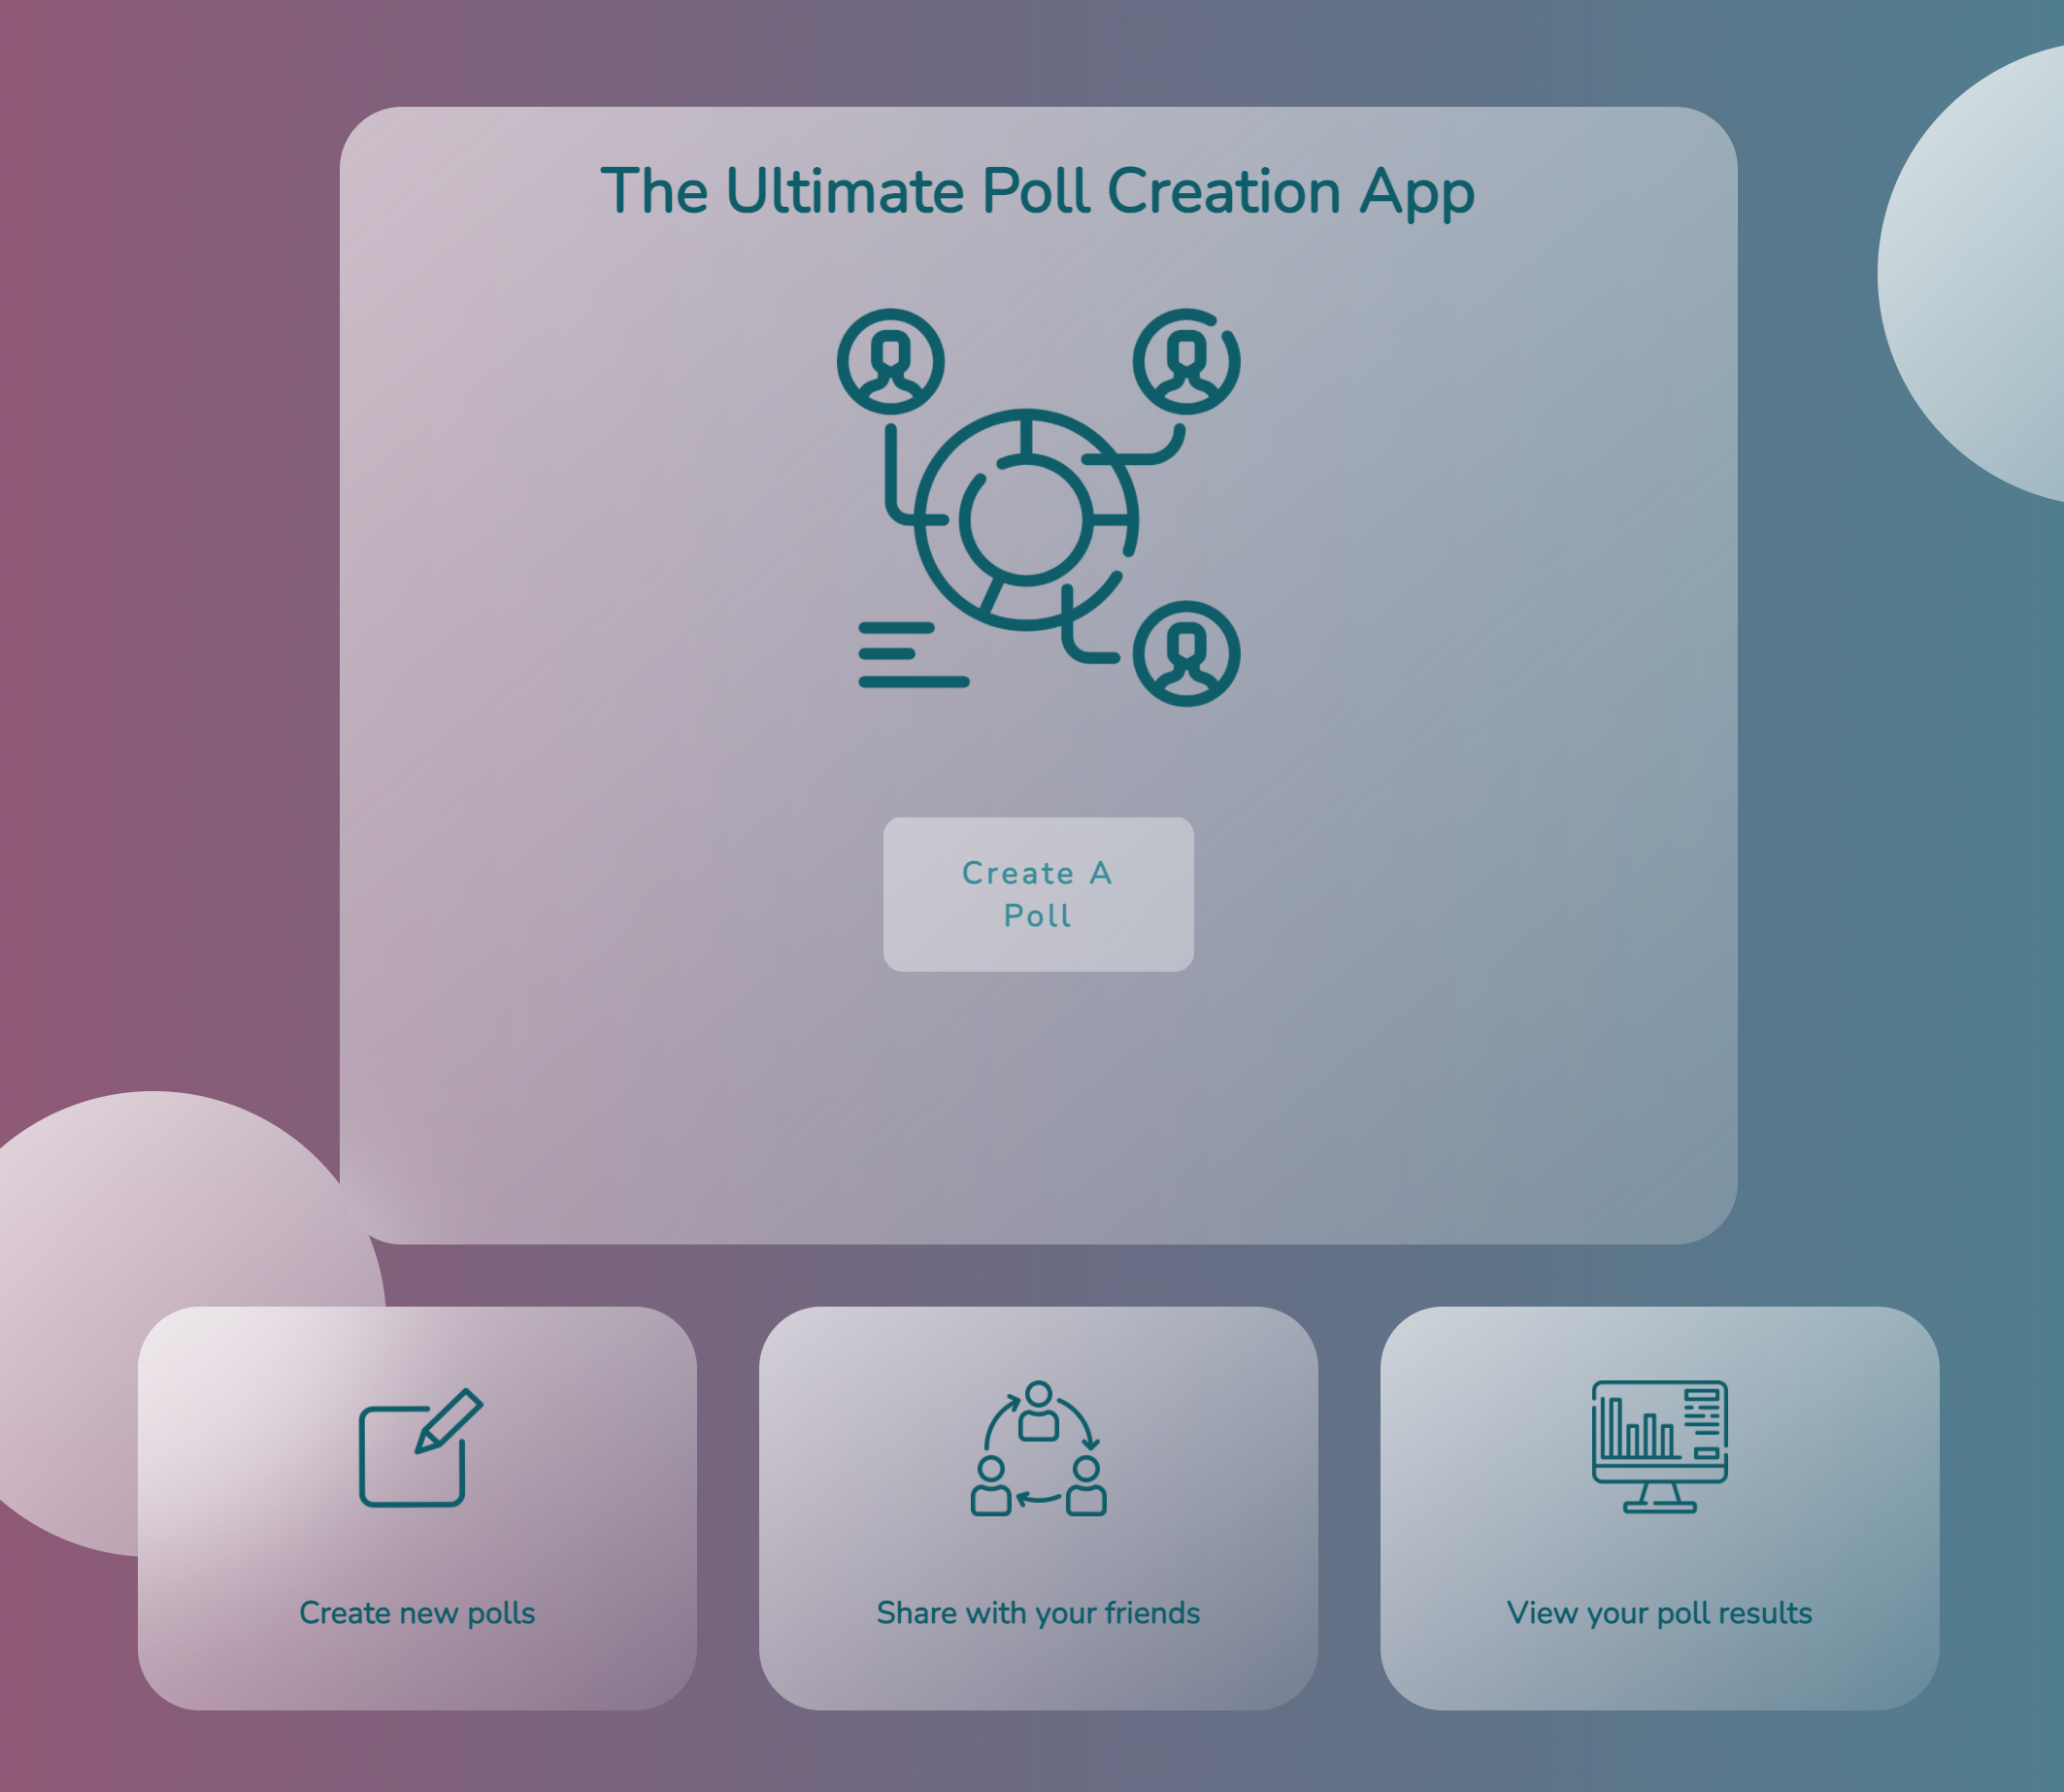 The Ultimate Poll Creation App
Create A
Poll
Create new polls
Share with your friends
View your poll results